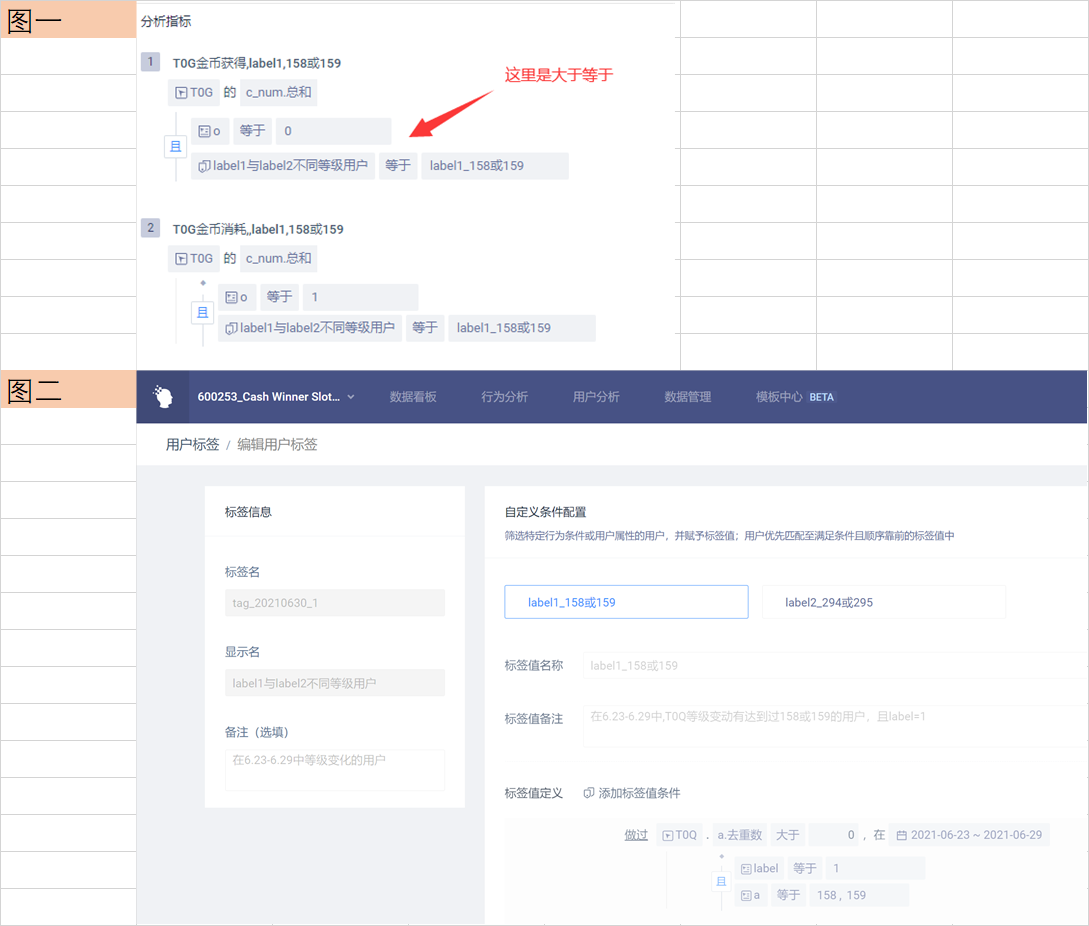 图一
分析指标
1 T0G金币获得,label1,158或159
这里是大于等于
T0G 的 c_num.总和
o 等于 0
且
label1与label2不同等级用户 等于 label1_158或159
2 T0G金币消耗,,label1,158或159
T0G 的 c_num.总和
o 等于 1
且
label1与label2不同等级用户 等于 label1_158或159
图二
600253_Cash Winner Slot... 数据看板 行为分析 用户分析 数据管理 模板中心 BETA
用户标签 / 编辑用户标签
标签信息
标签名
tag_20210630_1
显示名
label1与label2不同等级用户
备注（选填）
在6.23-6.29中等级变化的用户
自定义条件配置
筛选特定行为条件或用户属性的用户，并赋予标签值；用户优先匹配至满足条件且顺序靠前的标签值中
label1_158或159 label2_294或295
标签值名称 label1_158或159
标签值备注 在6.23-6.29中,T0Q等级变动有达到过158或159的用户，且label=1
标签值定义 添加标签值条件
做过 T0Q . a.去重数 大于 0 , 在 2021-06-23 ~ 2021-06-29
label 等于 1
且
a 等于 158 , 159